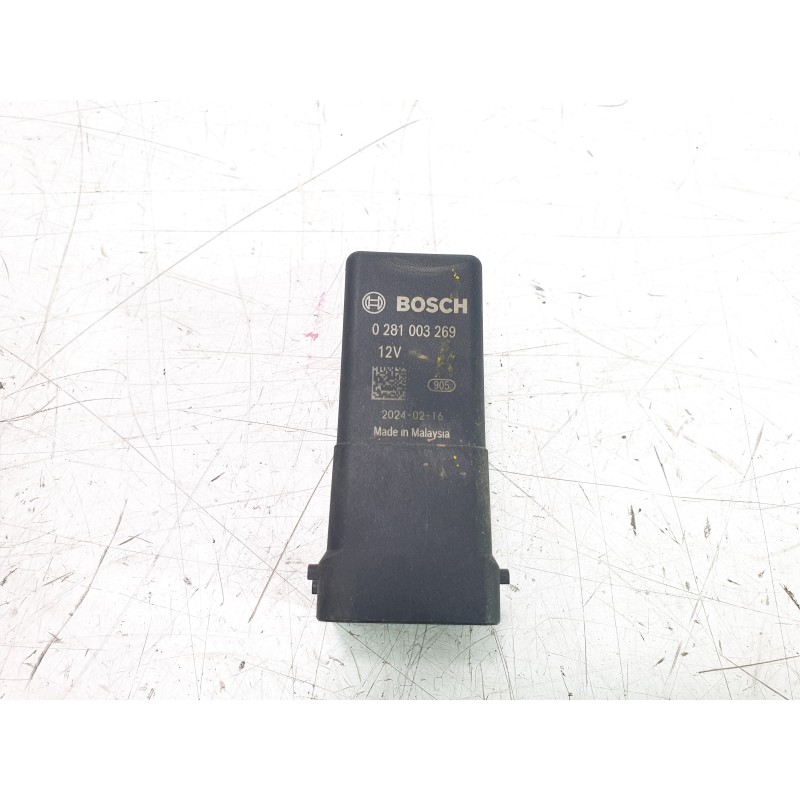 BOSCH
0 281 003 269
12V
905
2024-02-16
Made in Malaysia